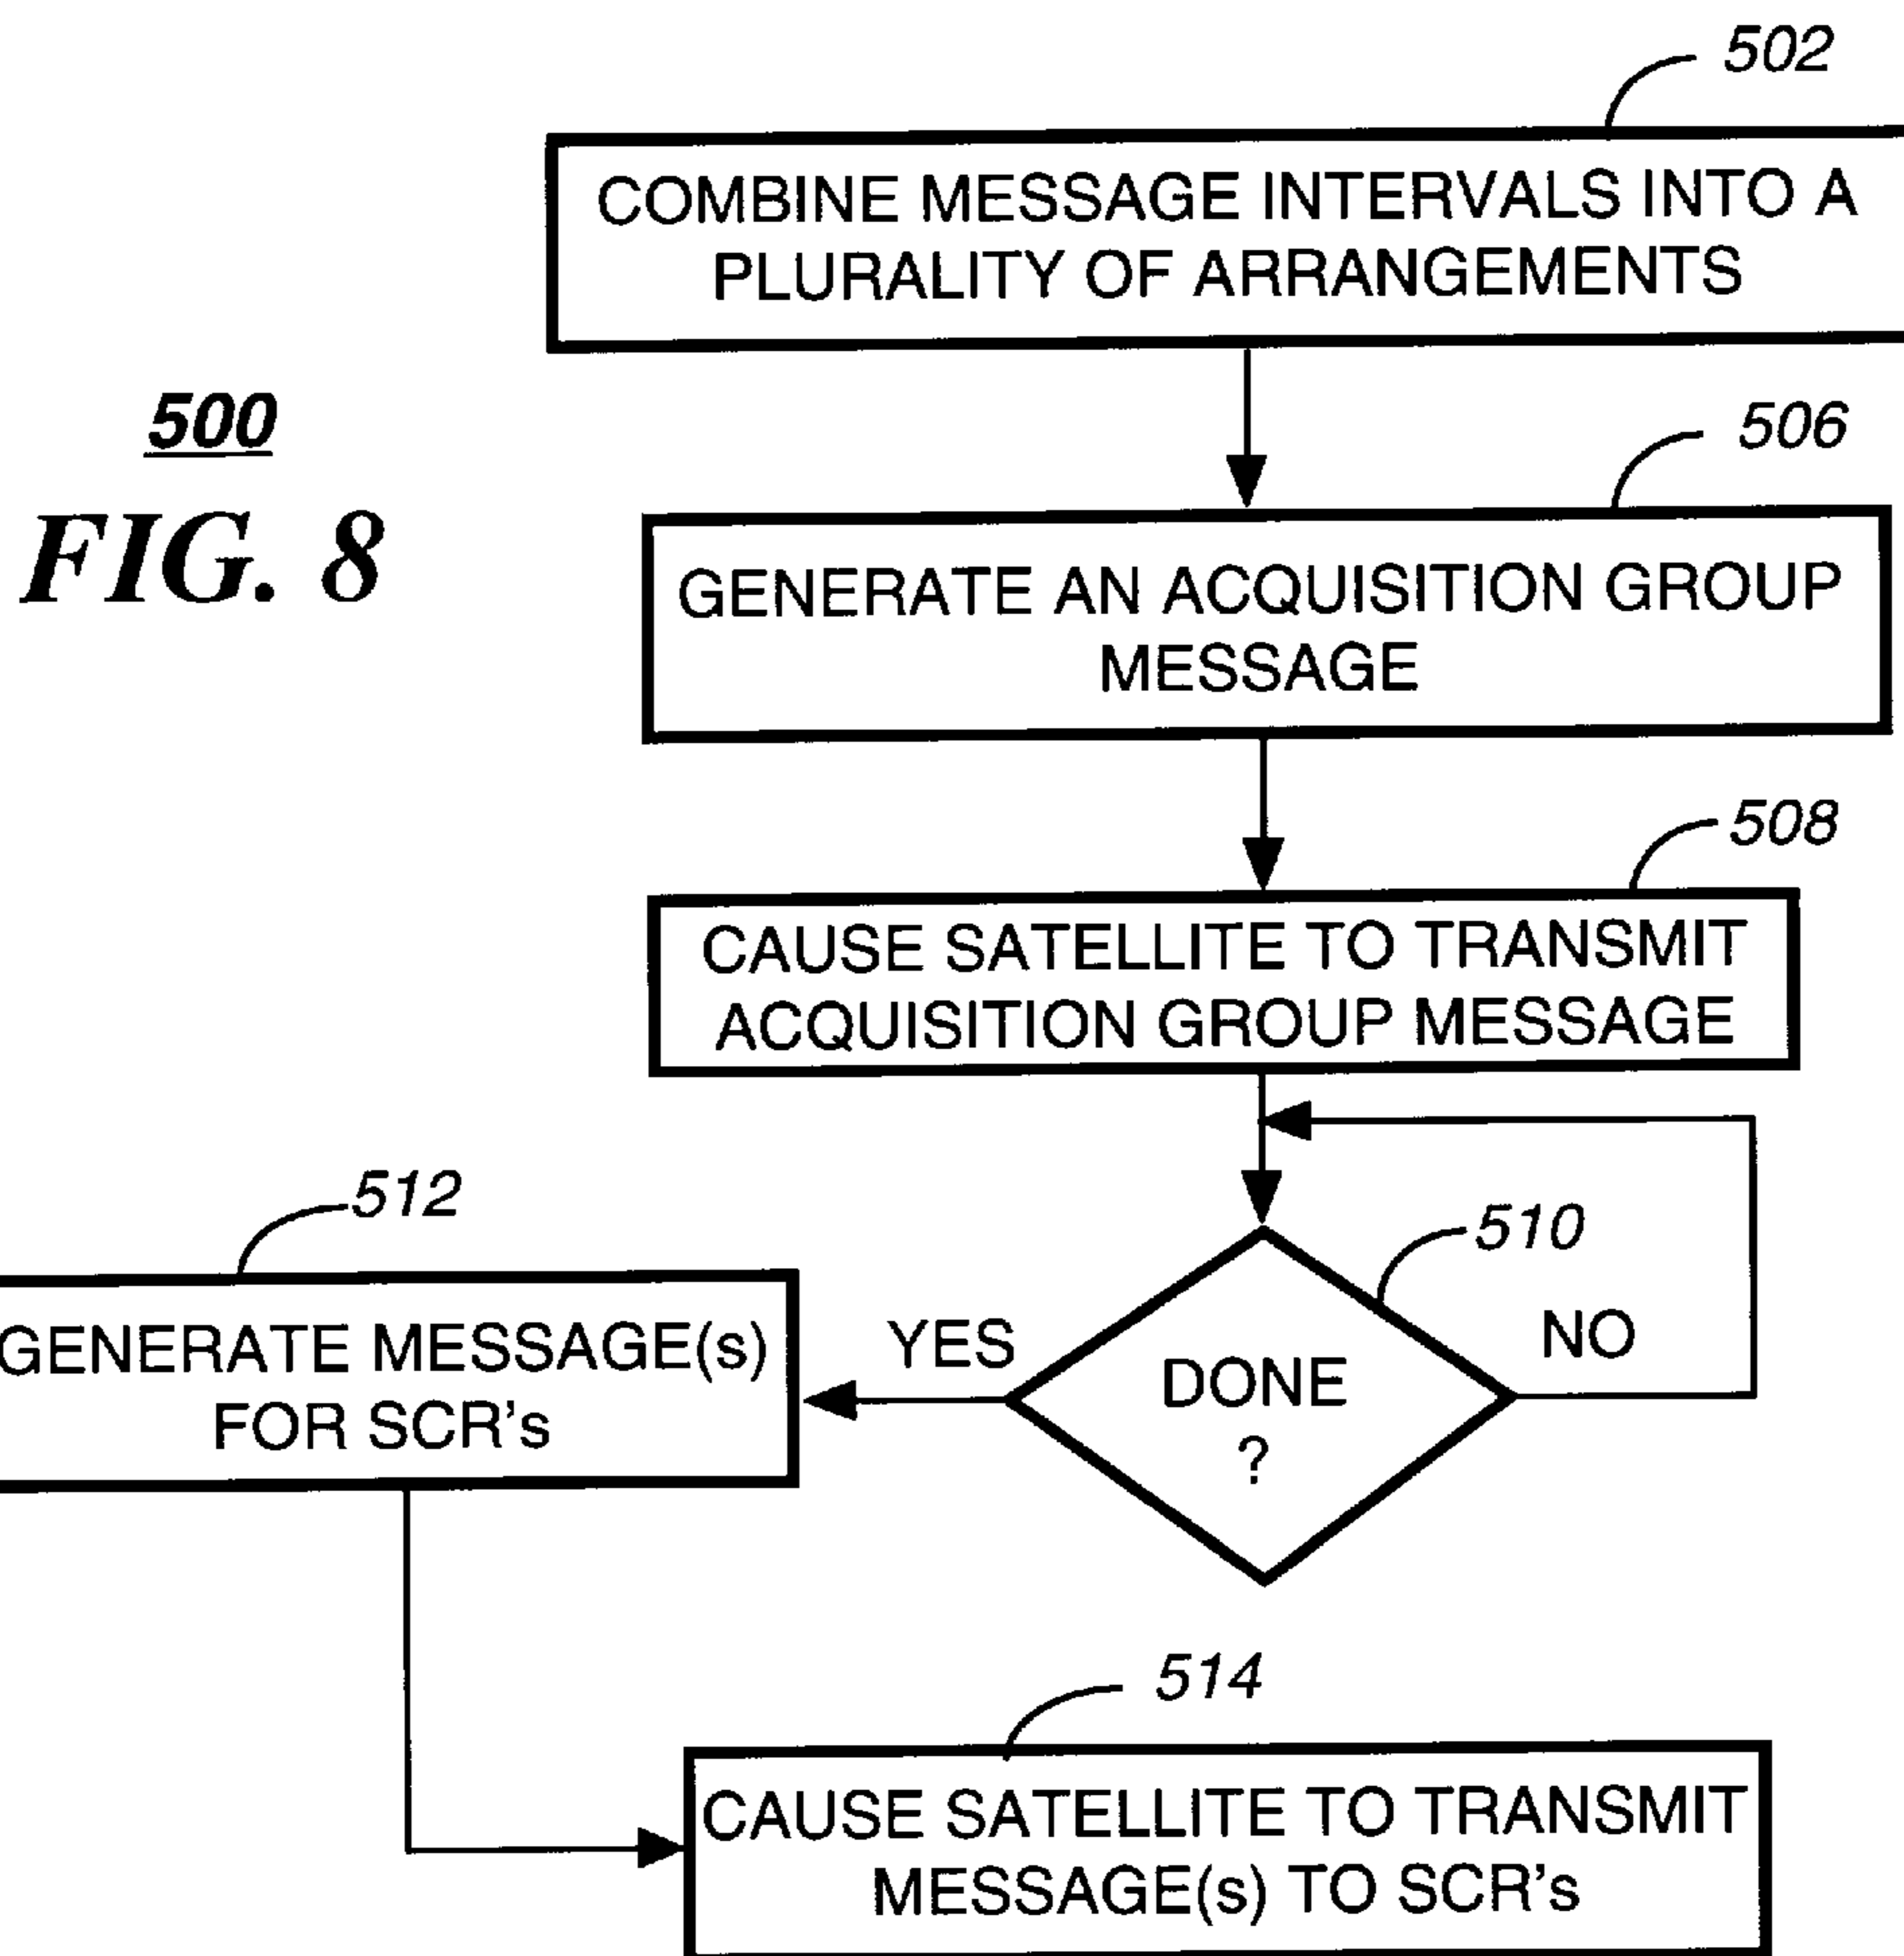 502
COMBINE MESSAGE INTERVALS INTO A
PLURALITY OF ARRANGEMENTS
500
FIG. 8
506
GENERATE AN ACQUISITION GROUP
MESSAGE
508
CAUSE SATELLITE TO TRANSMIT
ACQUISITION GROUP MESSAGE
510
DONE
?
NO
YES
512
GENERATE MESSAGE(s)
FOR SCR's
514
CAUSE SATELLITE TO TRANSMIT
MESSAGE(s) TO SCR's